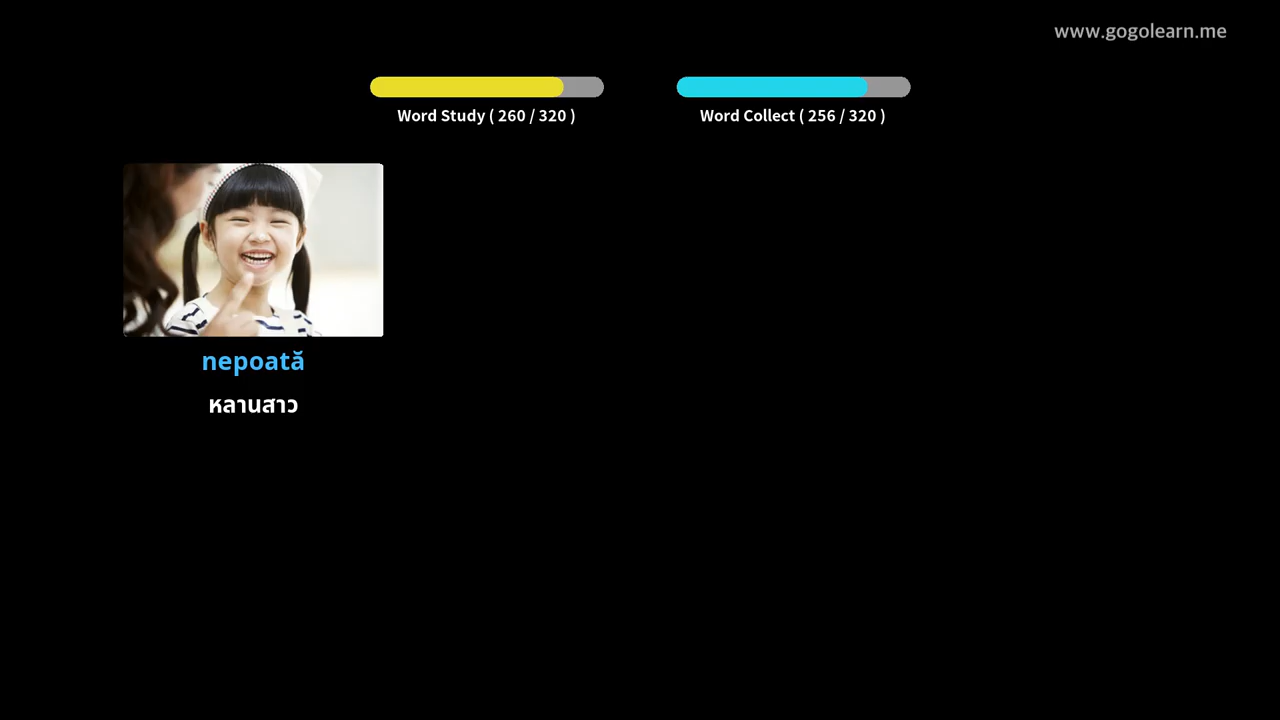 www.gogolearn.me
Word Study ( 260 / 320 )
Word Collect ( 256 / 320 )
nepoată
หลานสาว